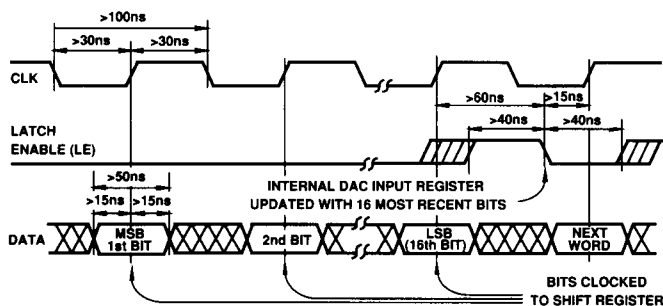 >100ns
>30ns >30ns
CLK
>60ns >15ns
>40ns >40ns
LATCH
ENABLE (LE)
>50ns
>15ns >15ns
INTERNAL DAC INPUT REGISTER
UPDATED WITH 16 MOST RECENT BITS
DATA
MSB
1st BIT
2nd BIT
LSB
(16th BIT)
NEXT
WORD
BITS CLOCKED
TO SHIFT REGISTER